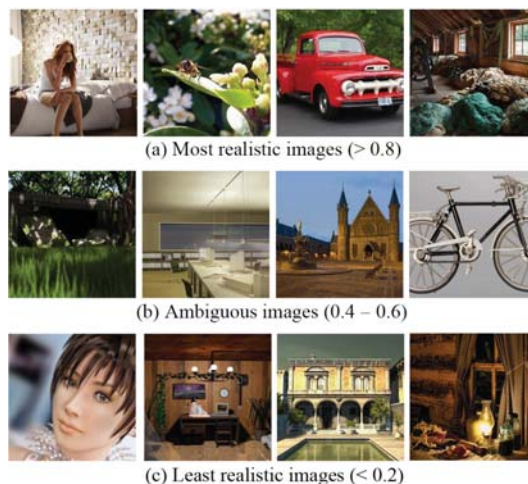 (a) Most realistic images (> 0.8)
(b) Ambiguous images (0.4 – 0.6)
(c) Least realistic images (< 0.2)